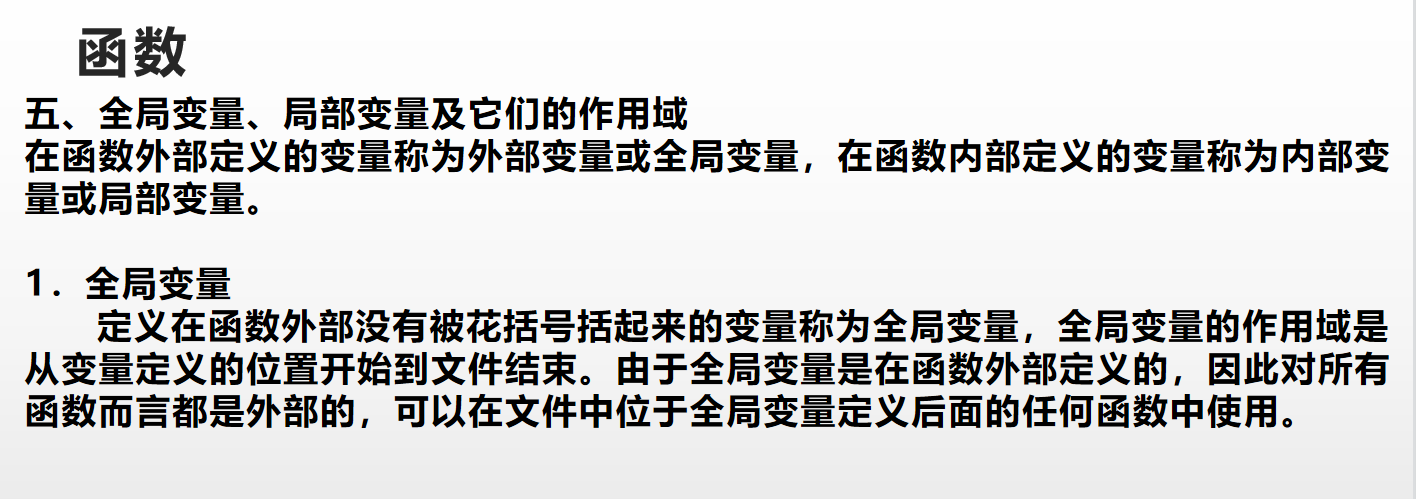 函数
五、全局变量、局部变量及它们的作用域
在函数外部定义的变量称为外部变量或全局变量，在函数内部定义的变量称为内部变
量或局部变量。
1．全局变量
定义在函数外部没有被花括号括起来的变量称为全局变量，全局变量的作用域是
从变量定义的位置开始到文件结束。由于全局变量是在函数外部定义的，因此对所有
函数而言都是外部的，可以在文件中位于全局变量定义后面的任何函数中使用。